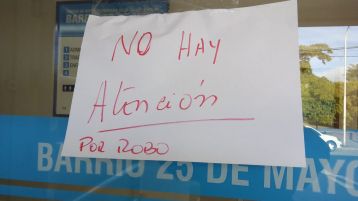 NO HAY
Atención
POR ROBO
BARRIO 25 DE MAYO